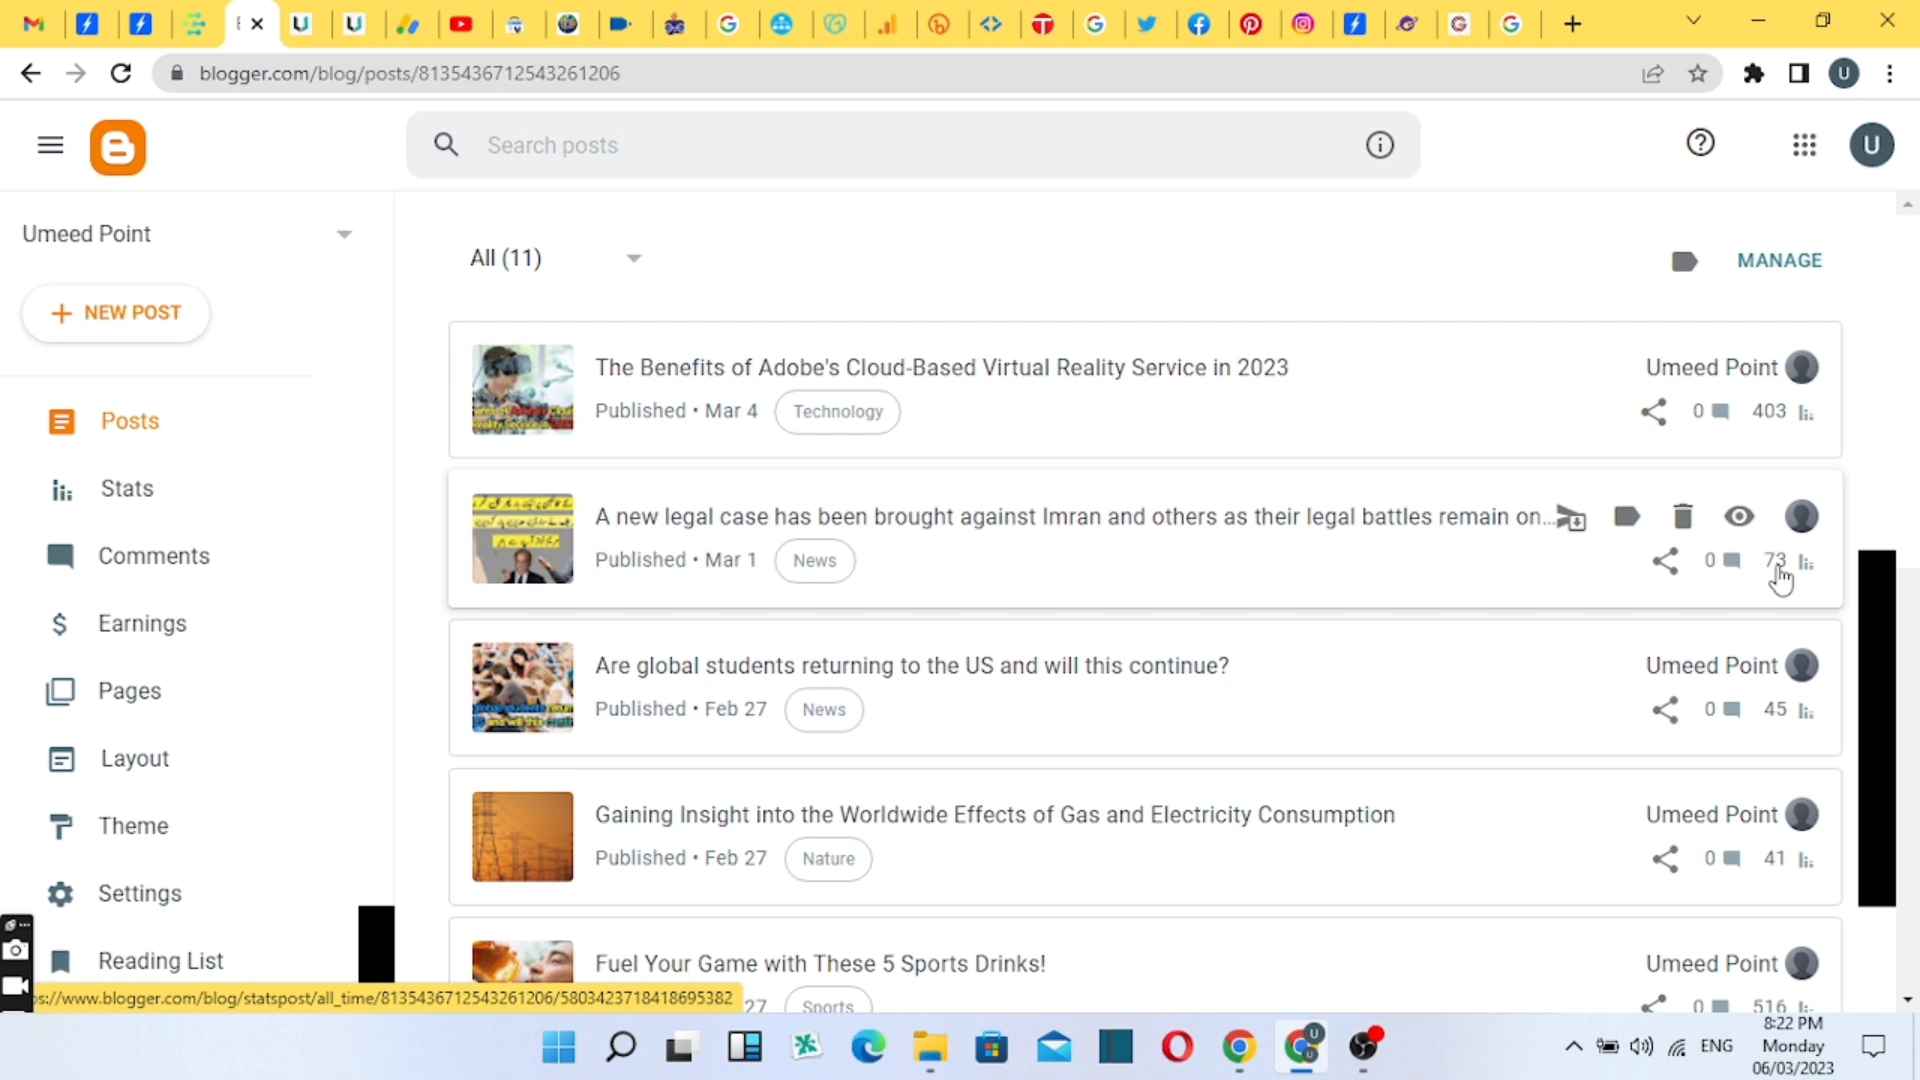 blogger.com/blog/posts/8135436712543261206
U
Search posts
U
Umeed Point
NEW POST
Posts
Stats
Comments
Earnings
Pages
Layout
Theme
Settings
Reading List
All (11)
MANAGE
The Benefits of Adobe's Cloud-Based Virtual Reality Service in 2023
Umeed Point
Published • Mar 4
Technology
0
403
A new legal case has been brought against Imran and others as their legal battles remain on...
Published • Mar 1
News
0
73
Are global students returning to the US and will this continue?
Umeed Point
Published • Feb 27
News
0
45
Gaining Insight into the Worldwide Effects of Gas and Electricity Consumption
Umeed Point
Published • Feb 27
Nature
0
41
Fuel Your Game with These 5 Sports Drinks!
Umeed Point
27
Sports
0
516
ps://www.blogger.com/blog/statspost/all_time/8135436712543261206/5803423718418695382
ENG
8:22 PM
Monday
06/03/2023